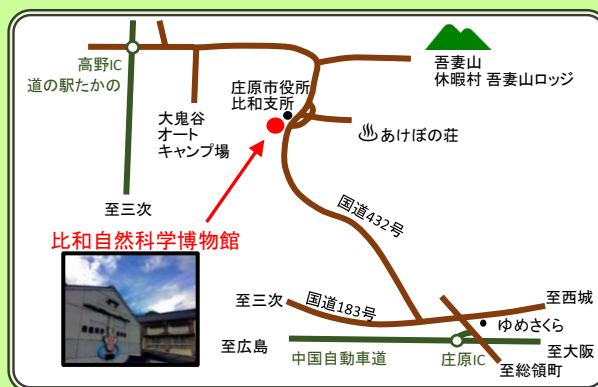 高野IC
道の駅たかの
大鬼谷
オート
キャンプ場
庄原市役所
比和支所
吾妻山
休暇村 吾妻山ロッジ
あけぼの荘
至三次
比和自然科学博物館
国道432号
至三次
国道183号
至西城
ゆめさくら
至広島
中国自動車道
庄原IC
至大阪
至総領町